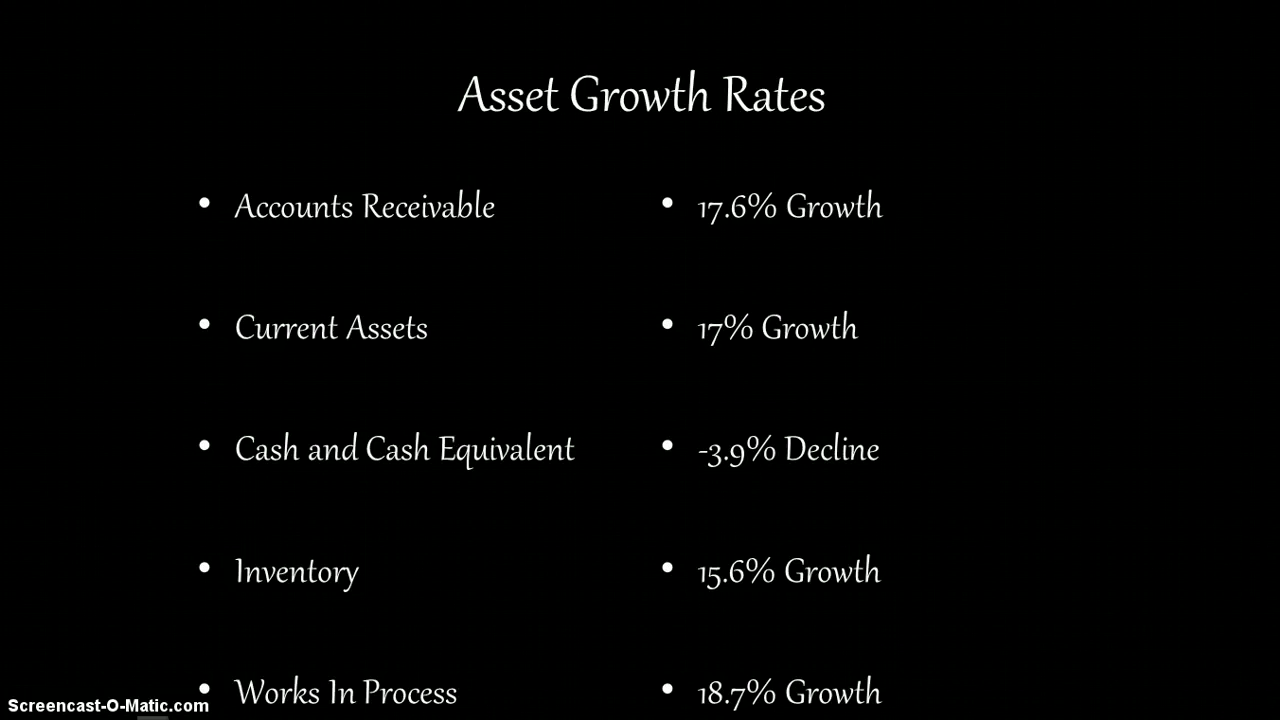 Asset Growth Rates
• Accounts Receivable
• 17.6% Growth
• Current Assets
• 17% Growth
• Cash and Cash Equivalent
• -3.9% Decline
• Inventory
• 15.6% Growth
• Works In Process
• 18.7% Growth
Screencast-O-Matic.com